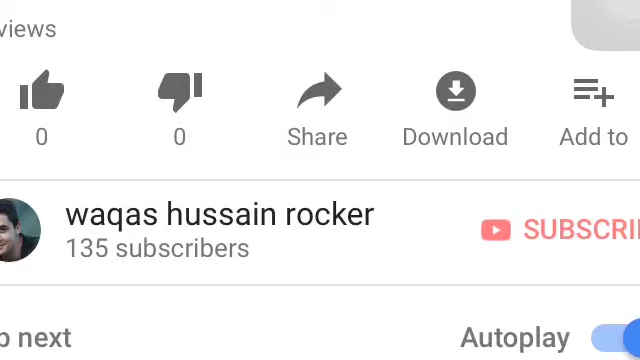 views
0
0
Share
Download
Add to
waqas hussain rocker
135 subscribers
SUBSCRI
p next
Autoplay